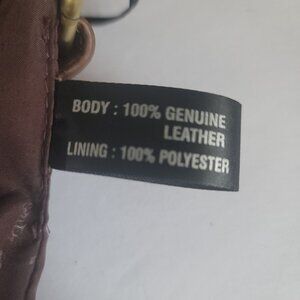 BODY : 100% GENUINE
LEATHER
LINING : 100% POLYESTER